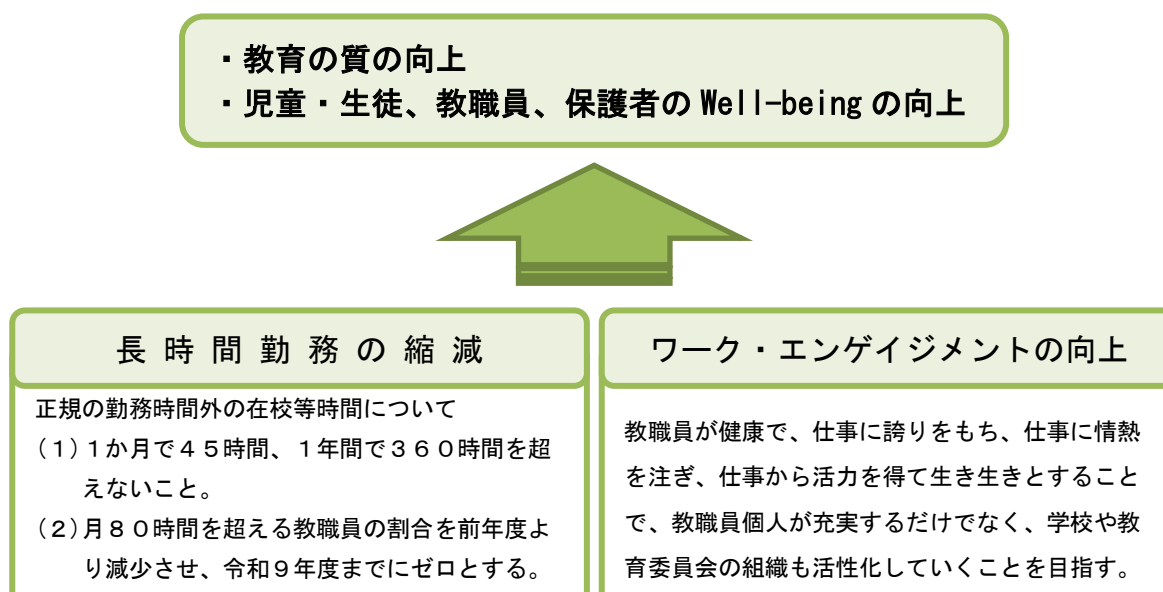 ・教育の質の向上
・児童・生徒、教職員、保護者の Well-being の向上
長時間勤務の縮減
正規の勤務時間外の在校等時間について
(1)1か月で45時間、1年間で360時間を超
えないこと。
(2)月80時間を超える教職員の割合を前年度よ
り減少させ、令和9年度までにゼロとする。
ワーク・エンゲイジメントの向上
教職員が健康で、仕事に誇りをもち、仕事に情熱
を注ぎ、仕事から活力を得て生き生きとすること
で、教職員個人が充実するだけでなく、学校や教
育委員会の組織も活性化していくことを目指す。